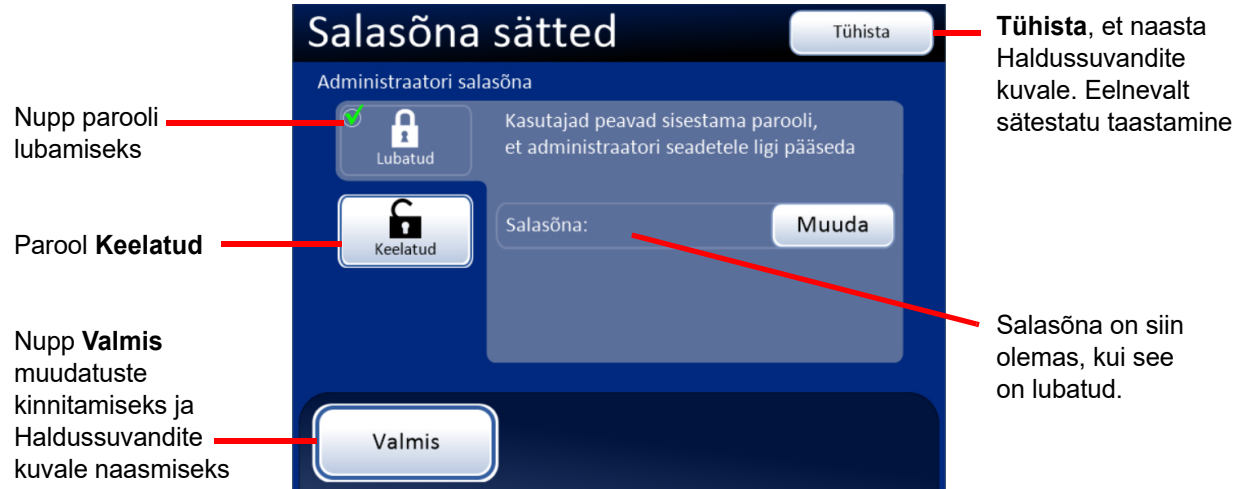 Salasõna sätted
Tühista
Administraatori salasõna
Lubatud
Kasutajad peavad sisestama parooli,
et administraatori seadetele ligi pääseda
Keelatud
Salasõna:
Muuda
Valmis
Nupp parooli
lubamiseks
Parool Keelatud
Nupp Valmis
muudatuste
kinnitamiseks ja
Haldussuvandite
kuvale naasmiseks
Tühista, et naasta
Haldussuvandite
kuvale. Eelnevalt
sätestatu taastamine
Salasõna on siin
olemas, kui see
on lubatud.